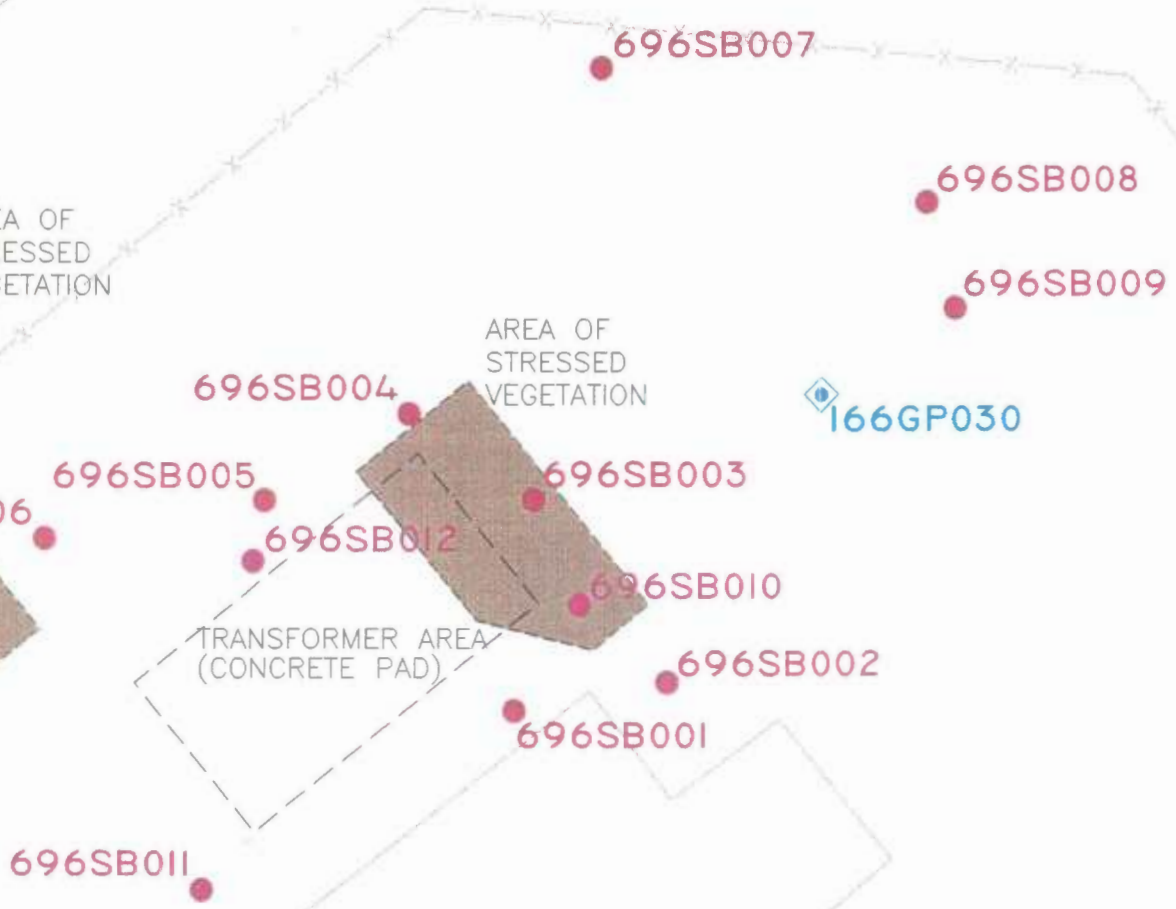 696SB007
696SB008
OF
696SB009
AREA OF
STRESSED
VEGETATION
696SB004
166GP030
696SB005
696SB003
696SB012
696SB010
TRANSFORMER AREA
(CONCRETE PAD)
696SB002
696SB001
696SB011